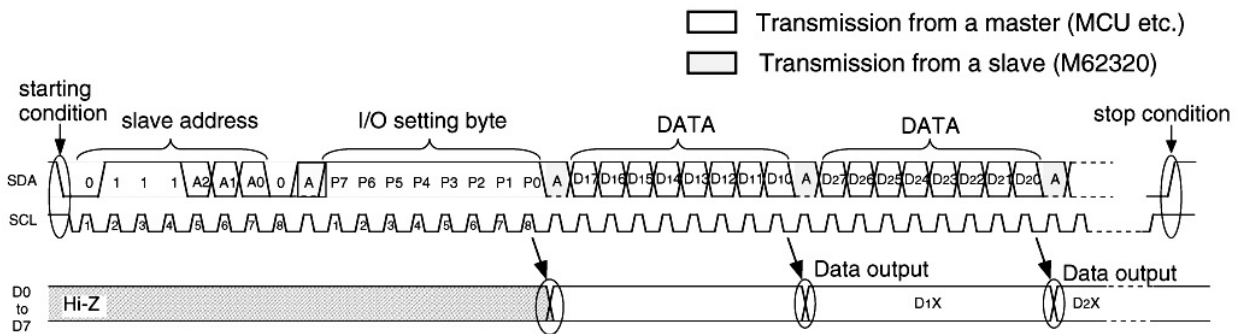 Transmission from a master (MCU etc.)
Transmission from a slave (M62320)
starting
condition
slave address
I/O setting byte
DATA
DATA
stop condition
SDA 0 1 1 1 A2 A1 A0 0 A P7 P6 P5 P4 P3 P2 P1 P0 A D17 D16 D15 D14 D13 D12 D11 D10 A D27 D26 D25 D24 D23 D22 D21 D20 A
SCL 1 2 3 4 5 6 7 8 1 2 3 4 5 6 7 8
Data output
Data output
D0
to
D7
Hi-Z
D1X
D2X